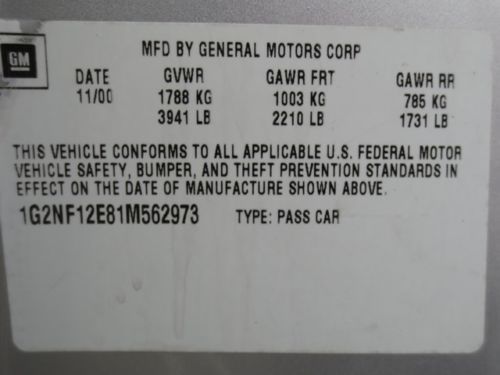 GM
MFD BY GENERAL MOTORS CORP
DATE GVWR GAWR FRT GAWR RR
11/00 1788 KG 1003 KG 785 KG
3941 LB 2210 LB 1731 LB
THIS VEHICLE CONFORMS TO ALL APPLICABLE U.S. FEDERAL MOTOR
VEHICLE SAFETY, BUMPER, AND THEFT PREVENTION STANDARDS IN
EFFECT ON THE DATE OF MANUFACTURE SHOWN ABOVE.
1G2NF12E81M562973 TYPE: PASS CAR